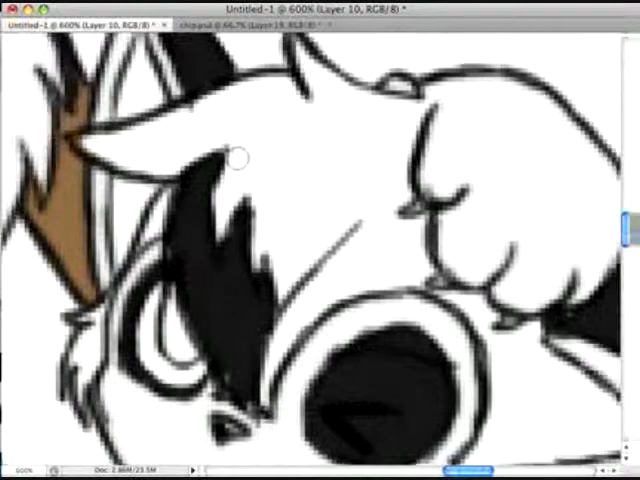 Untitled-1 @ 600% (Layer 10, RGB/8) *
Untitled-1 @ 600% (Layer 10, RGB/8) *
600%
Doc: 2.86M/23.5M